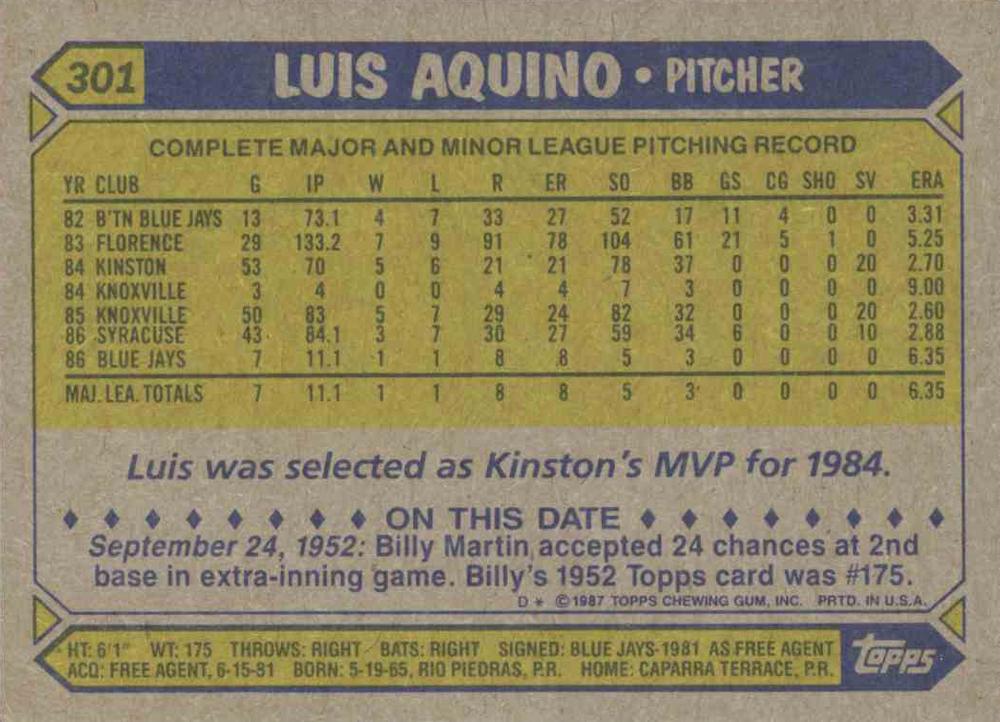 301 LUIS AQUINO • PITCHER
COMPLETE MAJOR AND MINOR LEAGUE PITCHING RECORD
YR CLUB G IP W L R ER SO BB GS CG SHO SV ERA
82 B'TN BLUE JAYS 13 73.1 4 7 33 27 52 17 11 4 0 0 3.31
83 FLORENCE 29 133.2 7 9 91 78 104 61 21 5 1 0 5.25
84 KINSTON 53 70 5 6 21 21 78 37 0 0 0 20 2.70
84 KNOXVILLE 3 4 0 0 4 4 7 3 0 0 0 0 9.00
85 KNOXVILLE 50 83 5 7 29 24 82 32 0 0 0 20 2.60
86 SYRACUSE 43 84.1 3 7 30 27 59 34 6 0 0 10 2.88
86 BLUE JAYS 7 11.1 1 1 8 8 5 3 0 0 0 0 6.35
MAJ. LEA. TOTALS 7 11.1 1 1 8 8 5 3 0 0 0 0 6.35
Luis was selected as Kinston's MVP for 1984.
ON THIS DATE
September 24, 1952: Billy Martin accepted 24 chances at 2nd
base in extra-inning game. Billy's 1952 Topps card was #175.
D * ©1987 TOPPS CHEWING GUM, INC. PRTD. IN U.S.A.
HT: 6'1" WT: 175 THROWS: RIGHT BATS: RIGHT SIGNED: BLUE JAYS-1981 AS FREE AGENT
ACQ: FREE AGENT, 6-15-81 BORN: 5-19-65, RIO PIEDRAS, P.R. HOME: CAPARRA TERRACE, P.R.
topps